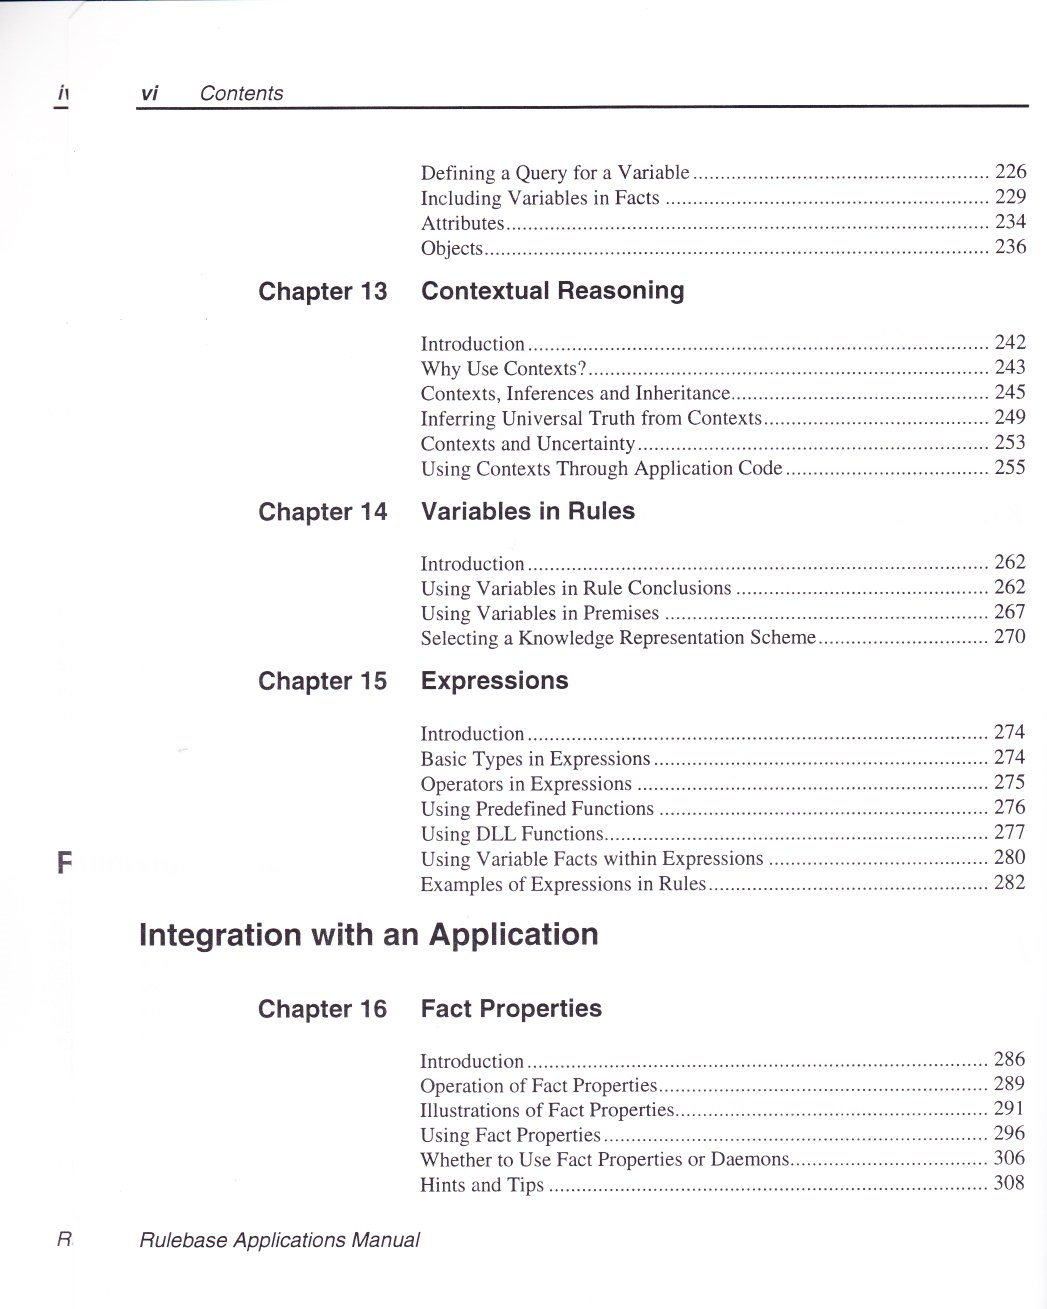 vi Contents
Defining a Query for a Variable ........ 226
Including Variables in Facts ........ 229
Attributes ........ 234
Objects ........ 236
Chapter 13 Contextual Reasoning
Introduction ........ 242
Why Use Contexts? ........ 243
Contexts, Inferences and Inheritance ........ 245
Inferring Universal Truth from Contexts ........ 249
Contexts and Uncertainty ........ 253
Using Contexts Through Application Code ........ 255
Chapter 14 Variables in Rules
Introduction ........ 262
Using Variables in Rule Conclusions ........ 262
Using Variables in Premises ........ 267
Selecting a Knowledge Representation Scheme ........ 270
Chapter 15 Expressions
Introduction ........ 274
Basic Types in Expressions ........ 274
Operators in Expressions ........ 275
Using Predefined Functions ........ 276
Using DLL Functions ........ 277
Using Variable Facts within Expressions ........ 280
Examples of Expressions in Rules ........ 282
Integration with an Application
Chapter 16 Fact Properties
Introduction ........ 286
Operation of Fact Properties ........ 289
Illustrations of Fact Properties ........ 291
Using Fact Properties ........ 296
Whether to Use Fact Properties or Daemons ........ 306
Hints and Tips ........ 308
R Rulebase Applications Manual